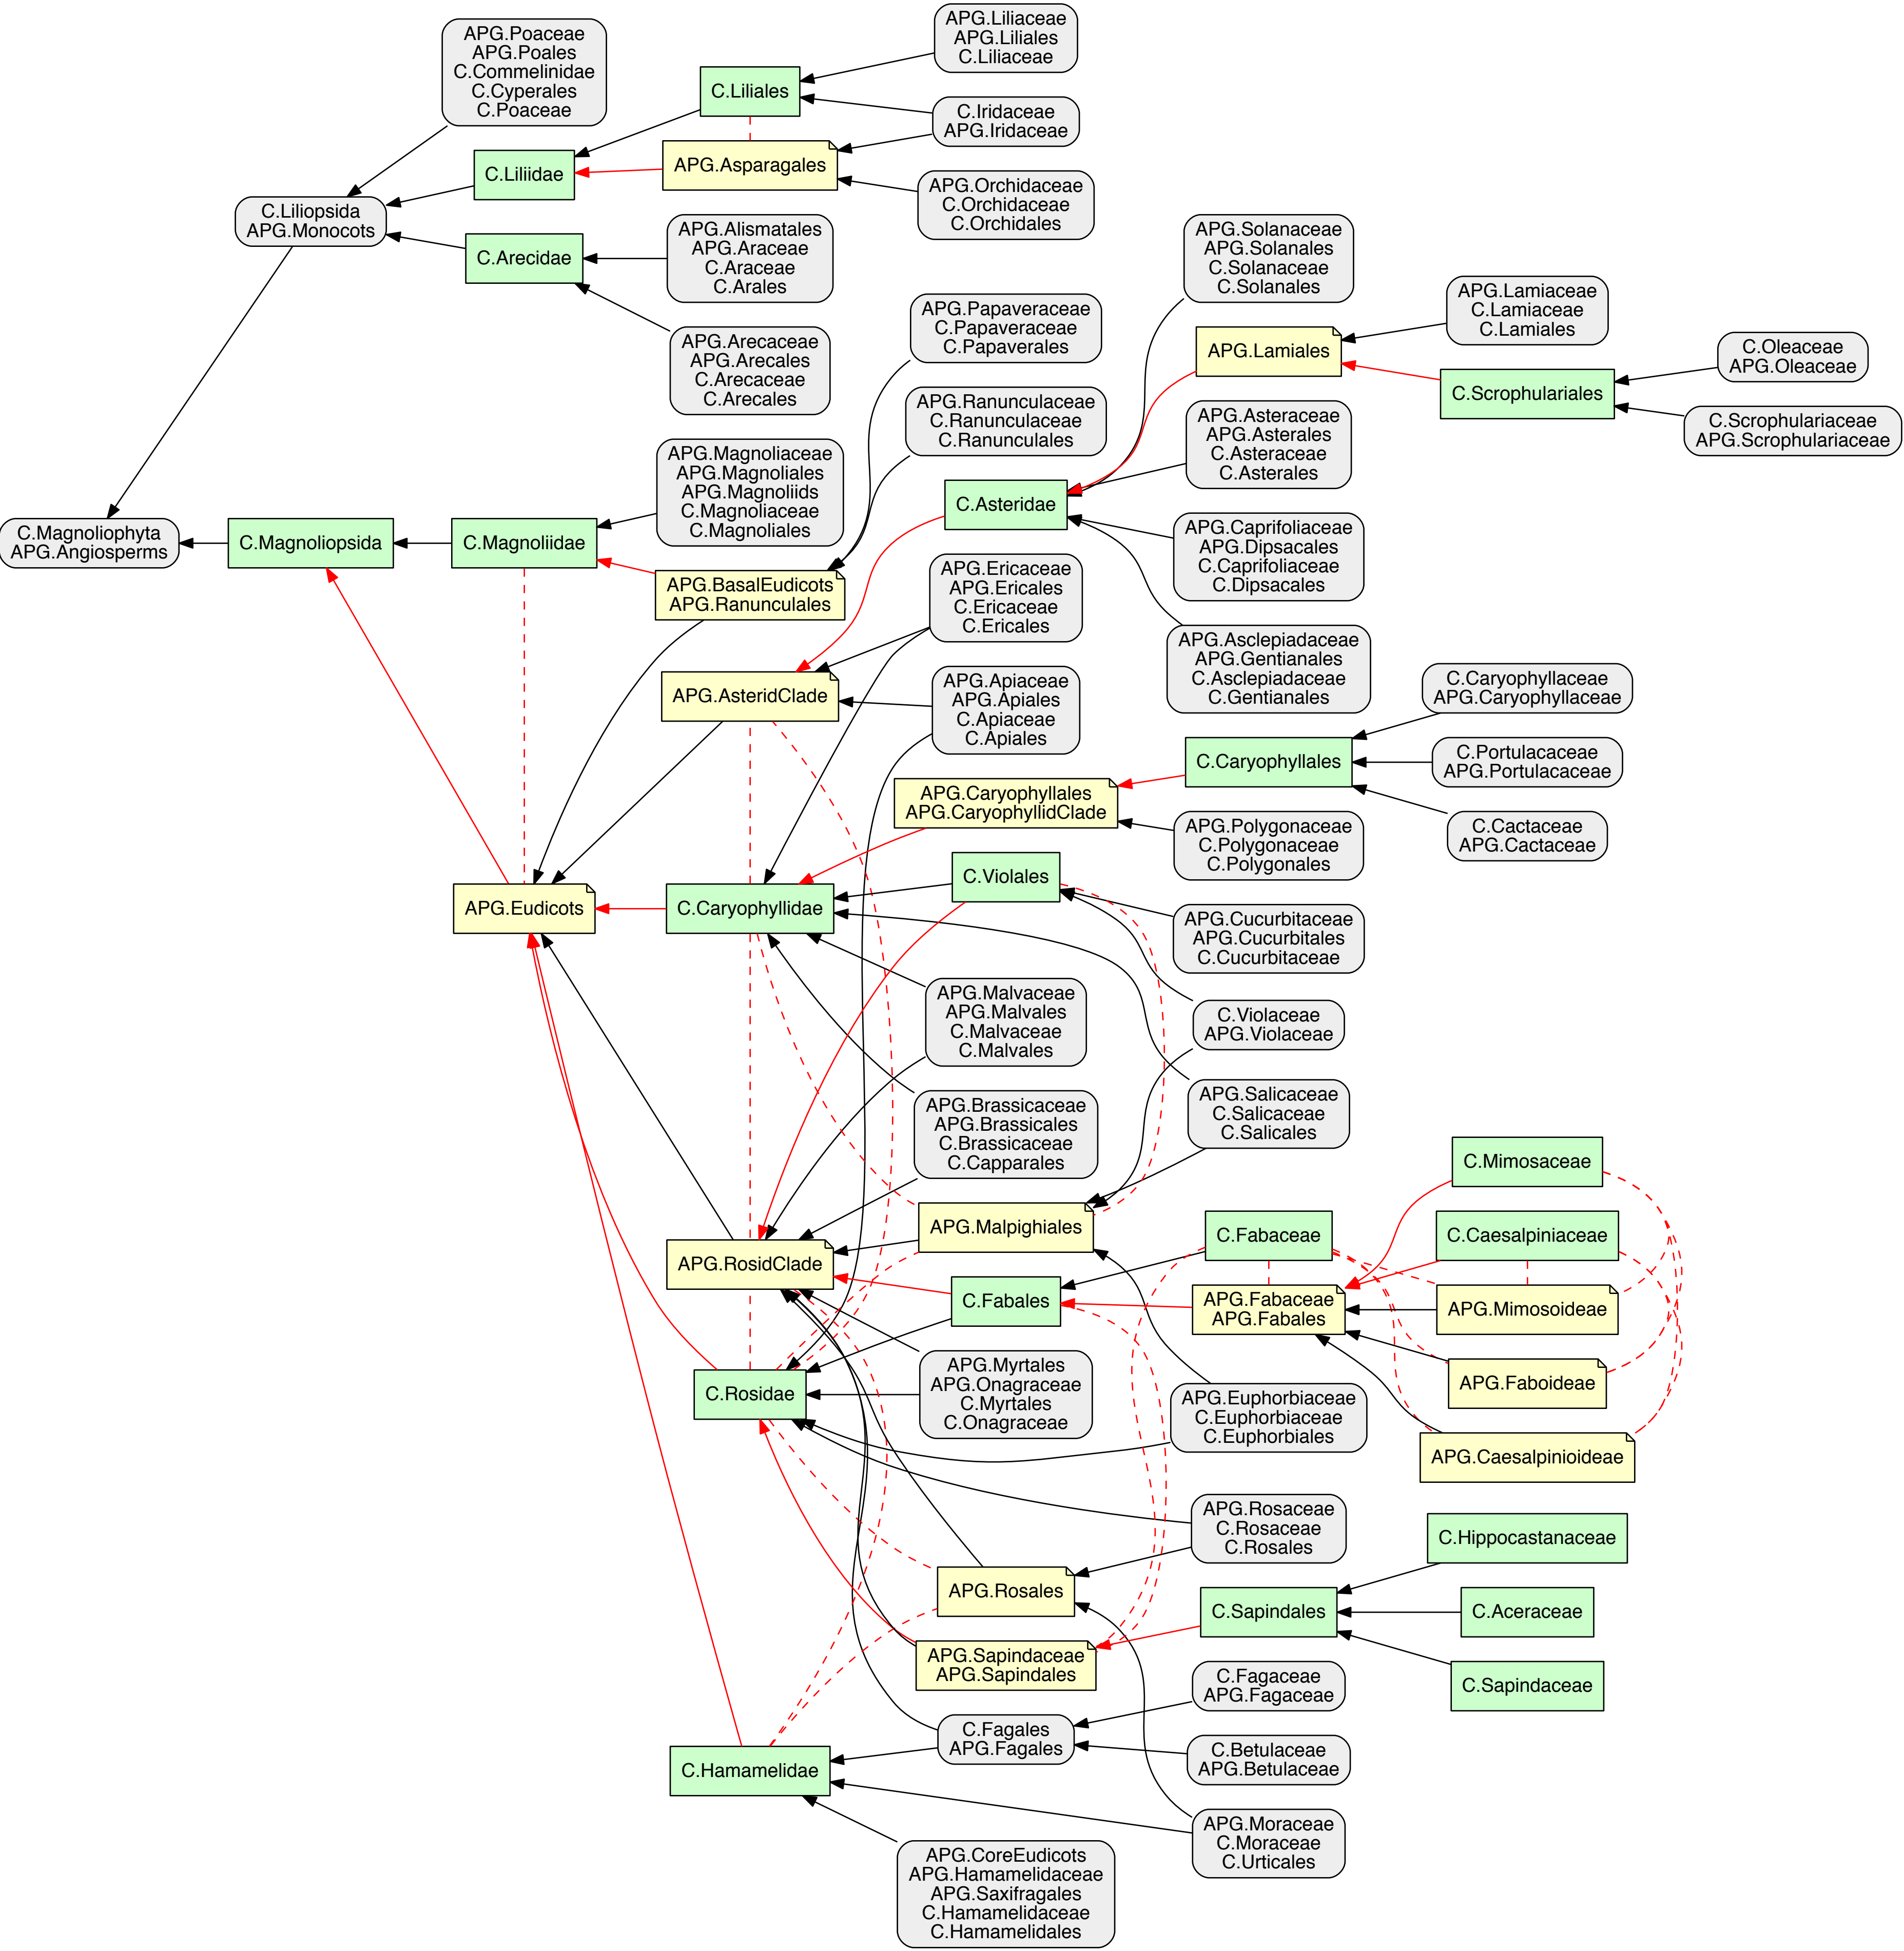 APG.Poaceae
APG.Poales
C.Commelinidae
C.Cyperales
C.Poaceae
C.Liliopsida
APG.Monocots
C.Magnoliophyta
APG.Angiosperms
C.Magnoliopsida
C.Liliidae
C.Arecidae
C.Magnoliidae
APG.Eudicots
C.Liliales
APG.Asparagales
APG.Alismatales
APG.Araceae
C.Araceae
C.Arales
APG.Arecaceae
APG.Arecales
C.Arecaceae
C.Arecales
APG.Magnoliaceae
APG.Magnoliales
APG.Magnoliids
C.Magnoliaceae
C.Magnoliales
APG.BasalEudicots
APG.Ranunculales
APG.AsteridClade
C.Caryophyllidae
APG.RosidClade
C.Rosidae
C.Hamamelidae
APG.Liliaceae
APG.Liliales
C.Liliaceae
C.Iridaceae
APG.Iridaceae
APG.Orchidaceae
C.Orchidaceae
C.Orchidales
APG.Papaveraceae
C.Papaveraceae
C.Papaverales
APG.Ranunculaceae
C.Ranunculaceae
C.Ranunculales
C.Asteridae
APG.Ericaceae
APG.Ericales
C.Ericaceae
C.Ericales
APG.Apiaceae
APG.Apiales
C.Apiaceae
C.Apiales
APG.Caryophyllales
APG.CaryophyllidClade
C.Violales
APG.Malvaceae
APG.Malvales
C.Malvaceae
C.Malvales
APG.Brassicaceae
APG.Brassicales
C.Brassicaceae
C.Capparales
APG.Malpighiales
C.Fabales
APG.Myrtales
APG.Onagraceae
C.Myrtales
C.Onagraceae
APG.Rosales
APG.Sapindaceae
APG.Sapindales
C.Fagales
APG.Fagales
APG.CoreEudicots
APG.Hamamelidaceae
APG.Saxifragales
C.Hamamelidaceae
C.Hamamelidales
APG.Solanaceae
APG.Solanales
C.Solanaceae
C.Solanales
APG.Lamiales
APG.Asteraceae
APG.Asterales
C.Asteraceae
C.Asterales
APG.Caprifoliaceae
APG.Dipsacales
C.Caprifoliaceae
C.Dipsacales
APG.Asclepiadaceae
APG.Gentianales
C.Asclepiadaceae
C.Gentianales
C.Caryophyllales
APG.Polygonaceae
C.Polygonaceae
C.Polygonales
APG.Cucurbitaceae
APG.Cucurbitales
C.Cucurbitaceae
C.Violaceae
APG.Violaceae
APG.Salicaceae
C.Salicaceae
C.Salicales
C.Fabaceae
APG.Fabaceae
APG.Fabales
APG.Euphorbiaceae
C.Euphorbiaceae
C.Euphorbiales
APG.Rosaceae
C.Rosaceae
C.Rosales
C.Sapindales
C.Fagaceae
APG.Fagaceae
C.Betulaceae
APG.Betulaceae
APG.Moraceae
C.Moraceae
C.Urticales
APG.Lamiaceae
C.Lamiaceae
C.Lamiales
C.Scrophulariales
C.Caryophyllaceae
APG.Caryophyllaceae
C.Portulacaceae
APG.Portulacaceae
C.Cactaceae
APG.Cactaceae
C.Mimosaceae
C.Caesalpiniaceae
APG.Mimosoideae
APG.Faboideae
APG.Caesalpinioideae
C.Hippocastanaceae
C.Aceraceae
C.Sapindaceae
C.Oleaceae
APG.Oleaceae
C.Scrophulariaceae
APG.Scrophulariaceae